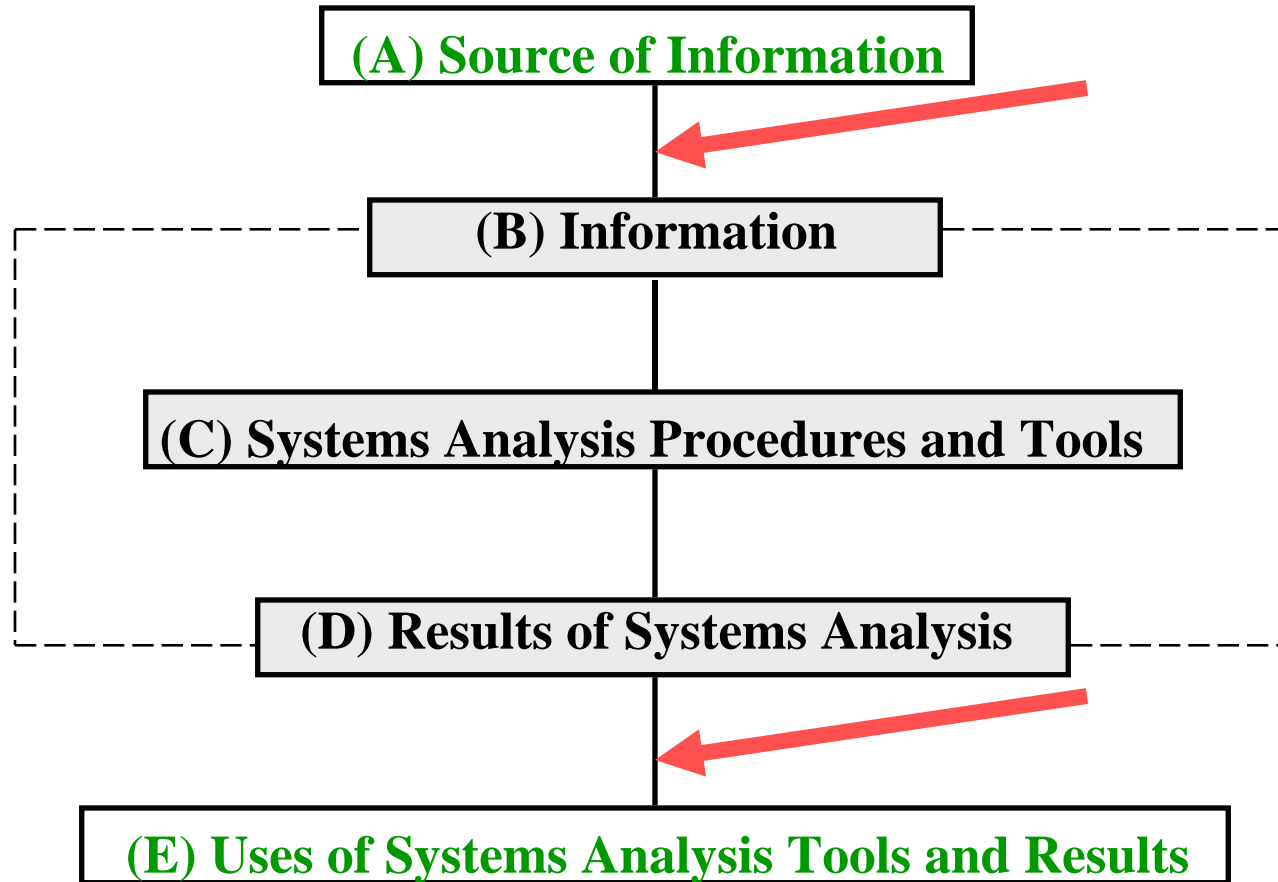 (A) Source of Information
(B) Information
(C) Systems Analysis Procedures and Tools
(D) Results of Systems Analysis
(E) Uses of Systems Analysis Tools and Results